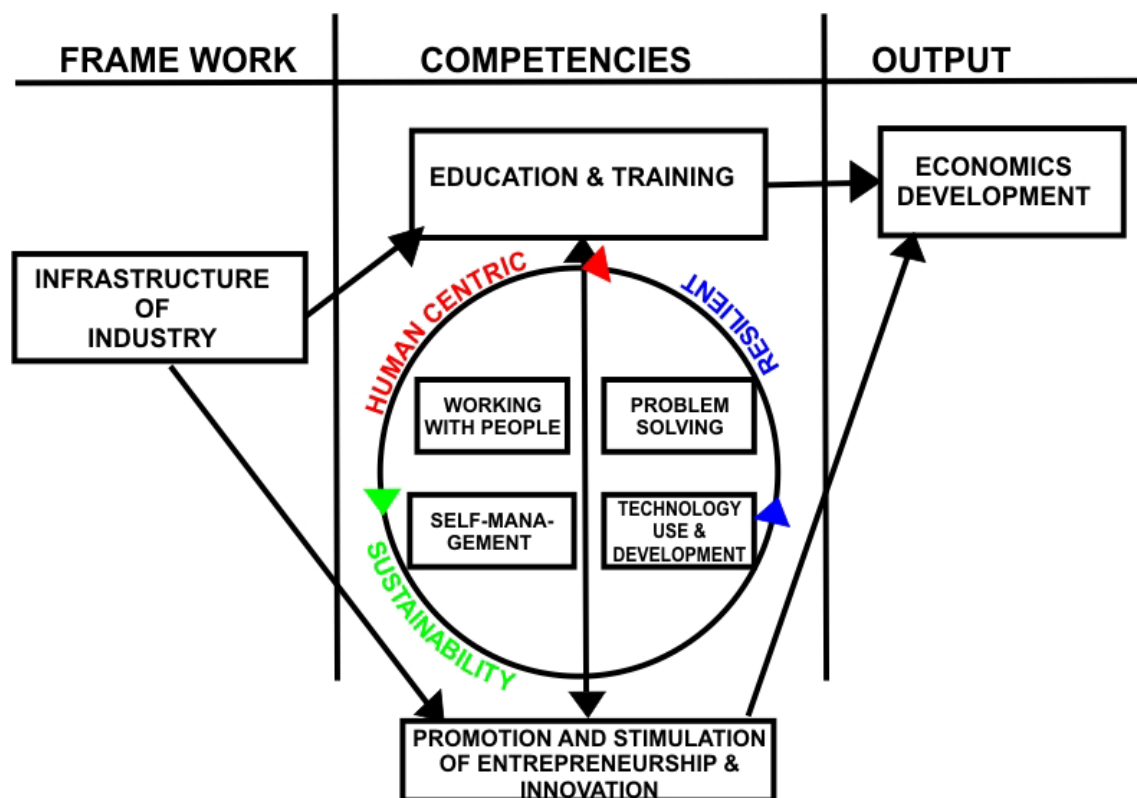 FRAME WORK
COMPETENCIES
OUTPUT
EDUCATION & TRAINING
ECONOMICS
DEVELOPMENT
INFRASTRUCTURE
OF
INDUSTRY
HUMAN CENTRIC
RESILIENT
WORKING
WITH PEOPLE
PROBLEM
SOLVING
SELF-MANA-
GEMENT
TECHNOLOGY
USE &
DEVELOPMENT
SUSTAINABILITY
PROMOTION AND STIMULATION
OF ENTREPRENEURSHIP &
INNOVATION